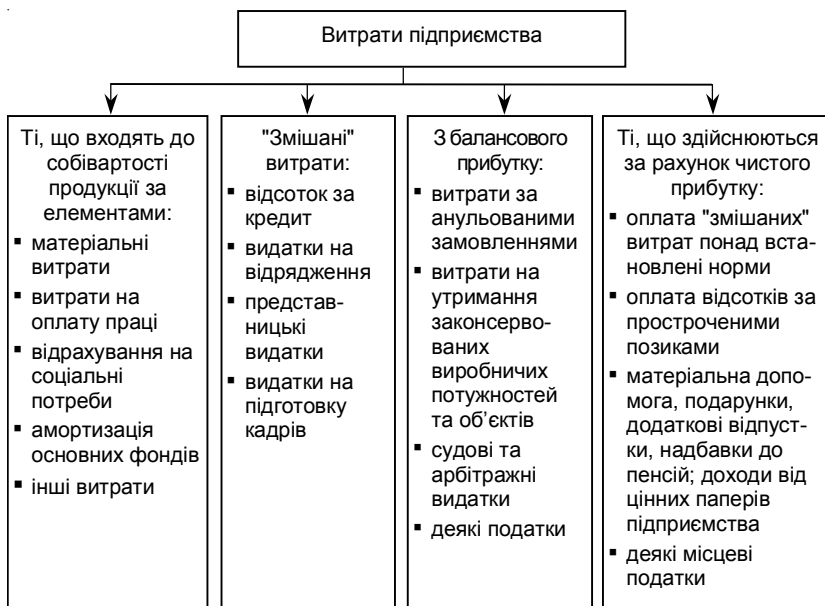 Витрати підприємства
Ті, що входять до
собівартості
продукції за
елементами:
▪ матеріальні
витрати
▪ витрати на
оплату праці
▪ відрахування на
соціальні
потреби
▪ амортизація
основних фондів
▪ інші витрати
"Змішані"
витрати:
▪ відсоток за
кредит
▪ видатки на
відрядження
▪ представ-
ницькі
видатки
▪ видатки на
підготовку
кадрів
З балансового
прибутку:
▪ витрати за
анульованими
замовленнями
▪ витрати на
утримання
законсерво-
ваних
виробничих
потужностей
та об’єктів
▪ судові та
арбітражні
видатки
▪ деякі податки
Ті, що здійснюються
за рахунок чистого
прибутку:
▪ оплата "змішаних"
витрат понад вста-
новлені норми
▪ оплата відсотків за
простроченими
позиками
▪ матеріальна допо-
мога, подарунки,
додаткові відпуст-
ки, надбавки до
пенсій; доходи від
цінних паперів
підприємства
▪ деякі місцеві
податки